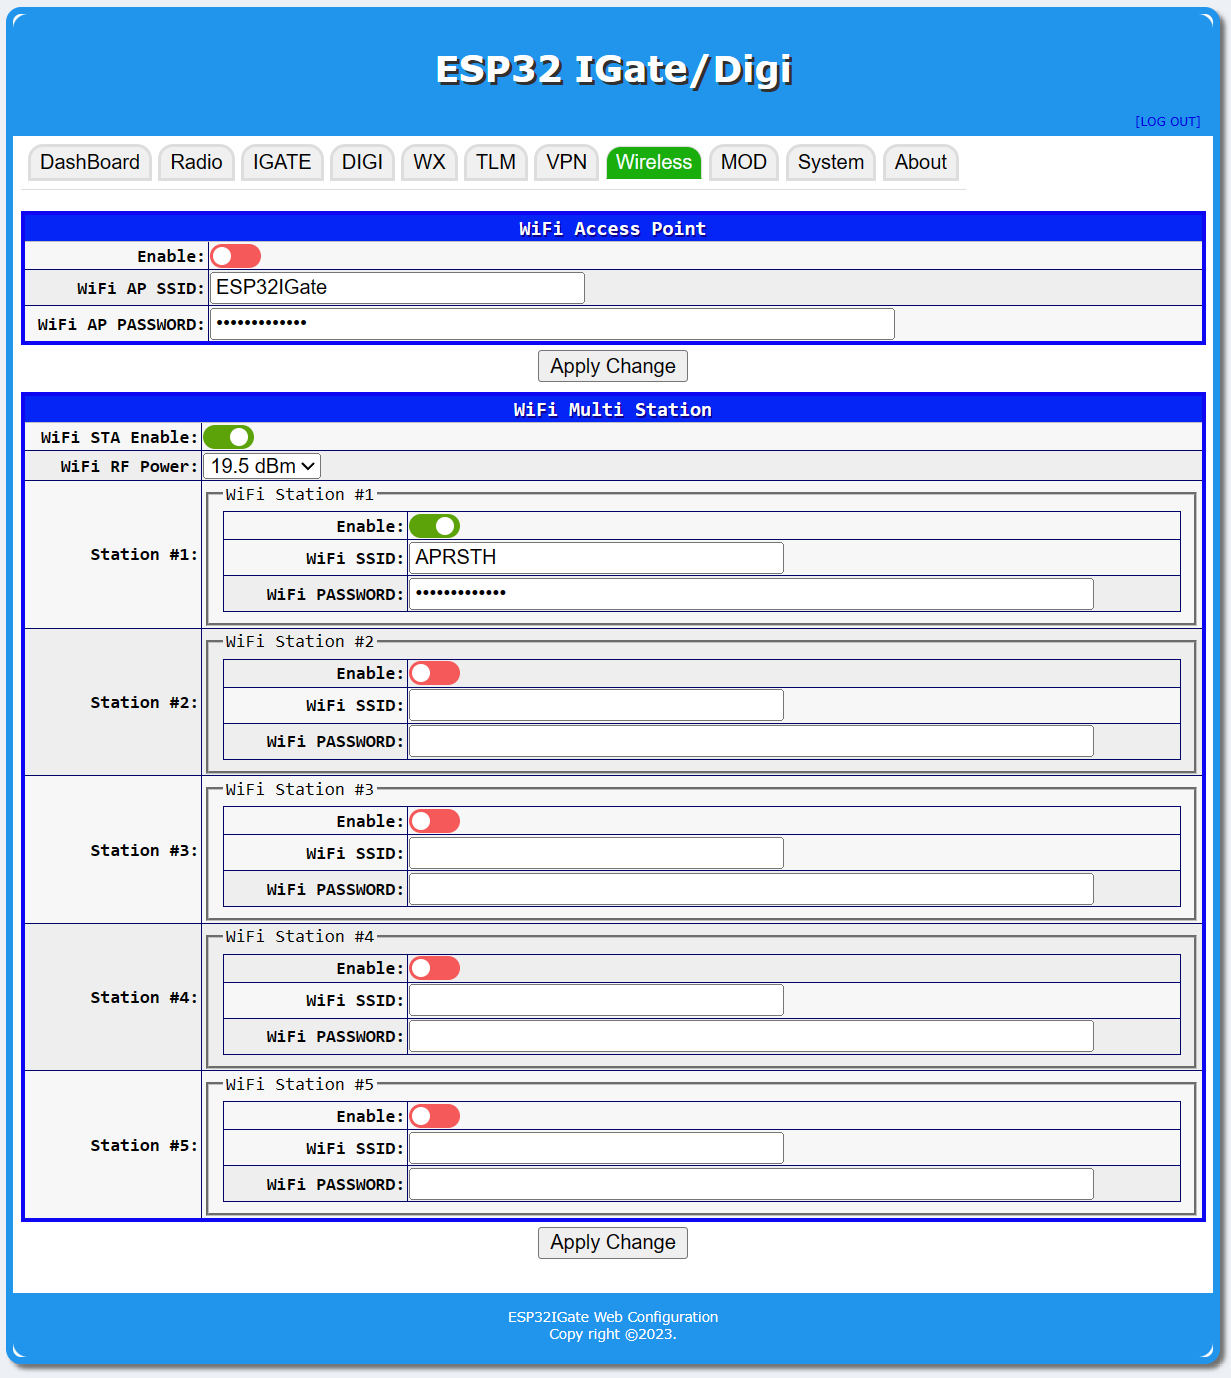 ESP32 IGate/Digi
[LOG OUT]
DashBoard Radio IGATE DIGI WX TLM VPN Wireless MOD System About
WiFi Access Point
Enable:
WiFi AP SSID: ESP32IGate
WiFi AP PASSWORD: •••••••••••••
Apply Change
WiFi Multi Station
WiFi STA Enable:
WiFi RF Power: 19.5 dBm
WiFi Station #1
Enable:
Station #1:
WiFi SSID: APRSTH
WiFi PASSWORD: •••••••••••••
WiFi Station #2
Enable:
Station #2:
WiFi SSID:
WiFi PASSWORD:
WiFi Station #3
Enable:
Station #3:
WiFi SSID:
WiFi PASSWORD:
WiFi Station #4
Enable:
Station #4:
WiFi SSID:
WiFi PASSWORD:
WiFi Station #5
Enable:
Station #5:
WiFi SSID:
WiFi PASSWORD:
Apply Change
ESP32IGate Web Configuration
Copy right ©2023.